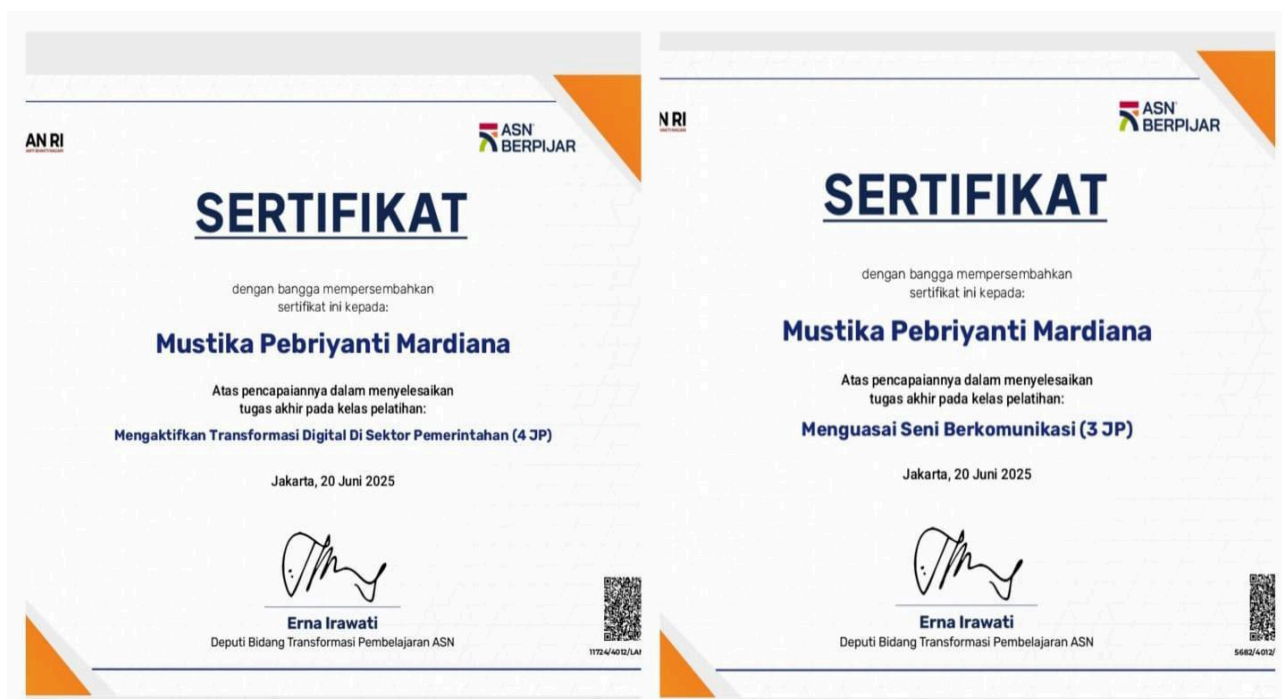 AN RI
ASN
BERPIJAR
SERTIFIKAT
dengan bangga mempersembahkan
sertifikat ini kepada:
Mustika Pebriyanti Mardiana
Atas pencapaiannya dalam menyelesaikan
tugas akhir pada kelas pelatihan:
Mengaktifkan Transformasi Digital Di Sektor Pemerintahan (4 JP)
Jakarta, 20 Juni 2025
Erna Irawati
Deputi Bidang Transformasi Pembelajaran ASN
11724/4012/LAN
N RI
ASN
BERPIJAR
SERTIFIKAT
dengan bangga mempersembahkan
sertifikat ini kepada:
Mustika Pebriyanti Mardiana
Atas pencapaiannya dalam menyelesaikan
tugas akhir pada kelas pelatihan:
Menguasai Seni Berkomunikasi (3 JP)
Jakarta, 20 Juni 2025
Erna Irawati
Deputi Bidang Transformasi Pembelajaran ASN
5682/4012/